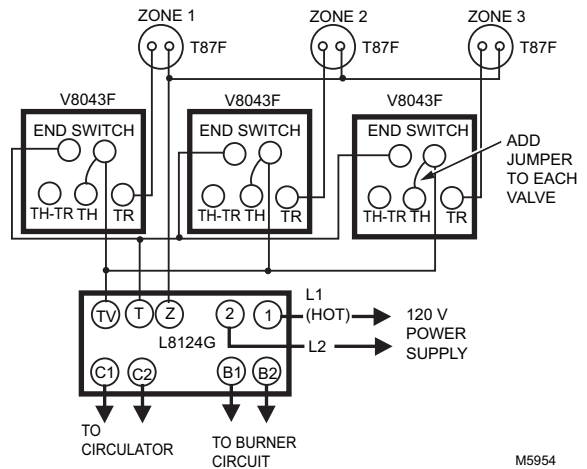 ZONE 1
ZONE 2
ZONE 3
T87F
T87F
T87F
V8043F
V8043F
V8043F
END SWITCH
END SWITCH
END SWITCH
ADD
JUMPER
TO EACH
VALVE
TH-TR TH TR
TH-TR TH TR
TH-TR TH TR
TV T Z 2 1
L1
(HOT)
L2
120 V
POWER
SUPPLY
L8124G
C1 C2 B1 B2
TO
CIRCULATOR
TO BURNER
CIRCUIT
M5954